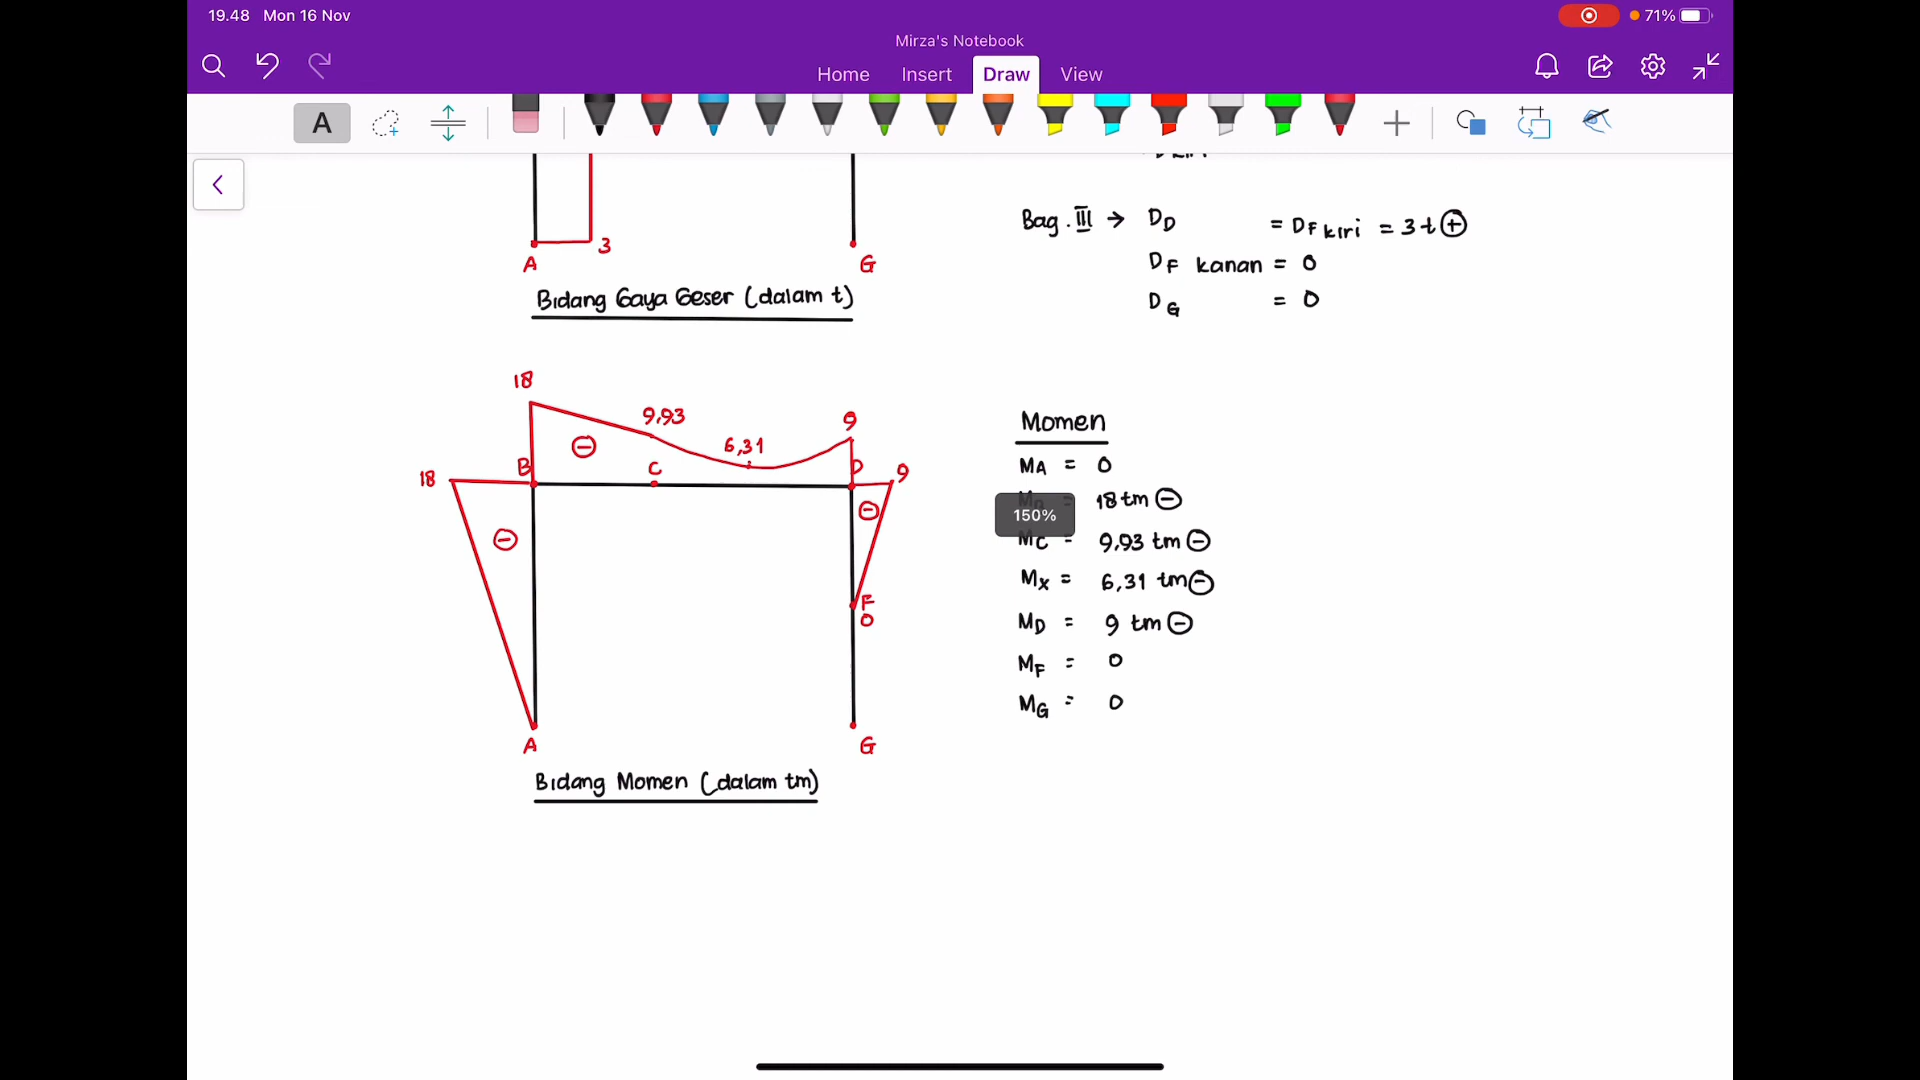 19.48 Mon 16 Nov
71%
Mirza's Notebook
Home Insert Draw View
A
3
A
G
Bidang Gaya Geser (dalam t)
Bag. III → DD = DF kiri = 3 t ⊕
DF kanan = 0
DG = 0
18
9,93
9
6,31
⊖
B
C
D
18
9
⊖
⊖
F
0
A
G
Bidang Momen (dalam tm)
Momen
MA = 0
= 18 tm ⊖
150%
MC = 9,93 tm ⊖
Mx = 6,31 tm ⊖
MD = 9 tm ⊖
MF = 0
MG = 0